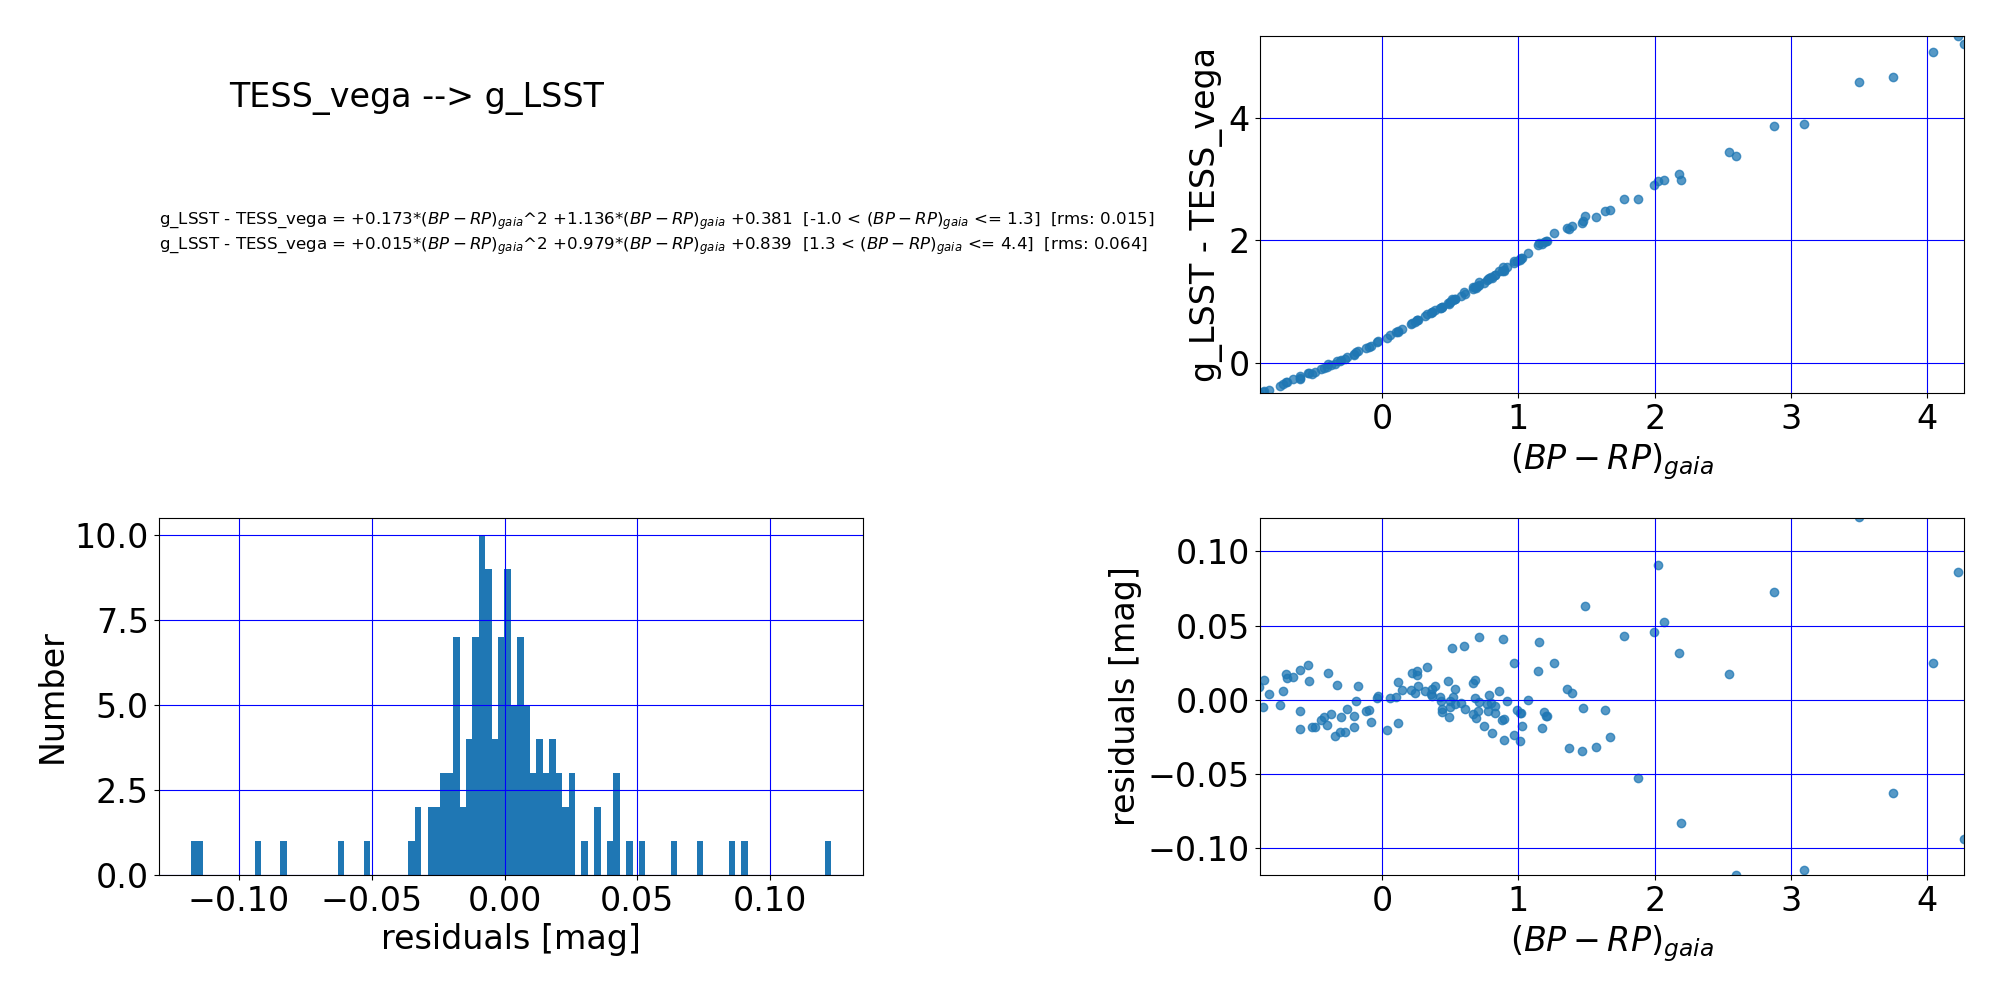 TESS_vega --> g_LSST
g_LSST - TESS_vega = +0.173*(BP − RP)gaia^2 +1.136*(BP − RP)gaia +0.381  [-1.0 < (BP − RP)gaia <= 1.3]  [rms: 0.015]
g_LSST - TESS_vega = +0.015*(BP − RP)gaia^2 +0.979*(BP − RP)gaia +0.839  [1.3 < (BP − RP)gaia <= 4.4]  [rms: 0.064]
g_LSST - TESS_vega
4
2
0
0 1 2 3 4
(BP − RP)gaia
Number
10.0
7.5
5.0
2.5
0.0
−0.10 −0.05 0.00 0.05 0.10
residuals [mag]
residuals [mag]
0.10
0.05
0.00
−0.05
−0.10
0 1 2 3 4
(BP − RP)gaia